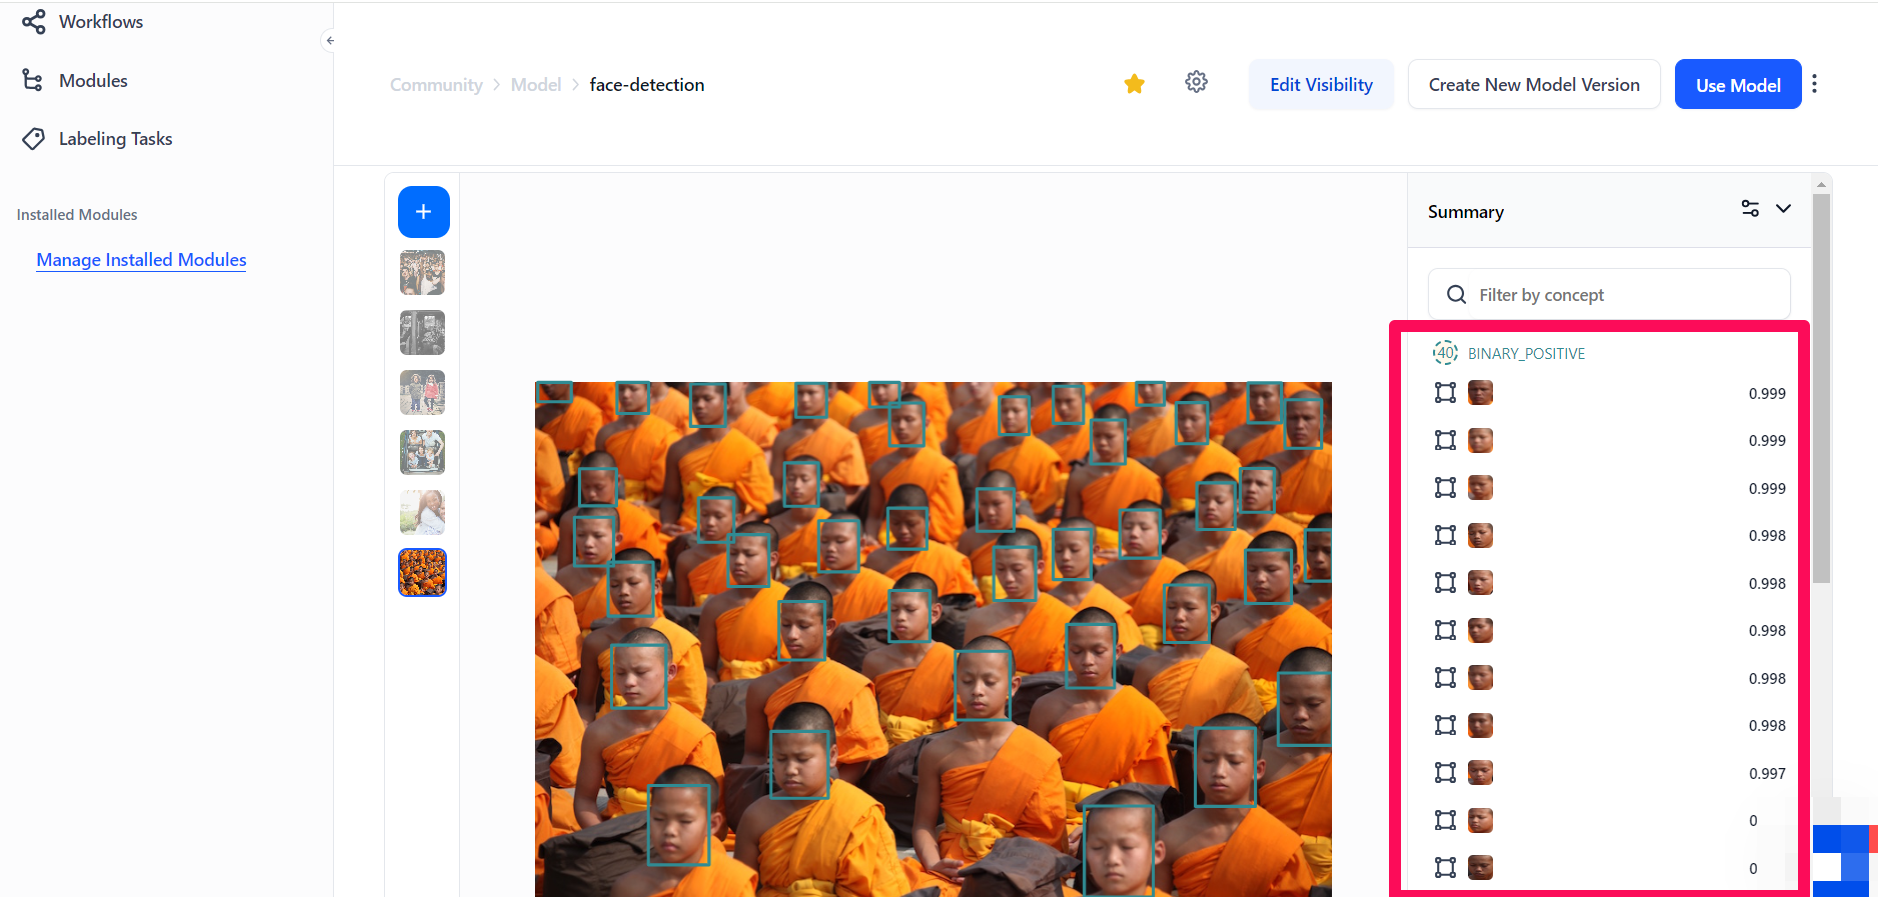 Workflows
Modules
Labeling Tasks
Installed Modules
Manage Installed Modules
Community > Model > face-detection
Edit Visibility
Create New Model Version
Use Model
Summary
Filter by concept
40 BINARY_POSITIVE
0.999
0.999
0.999
0.998
0.998
0.998
0.998
0.998
0.997
0
0